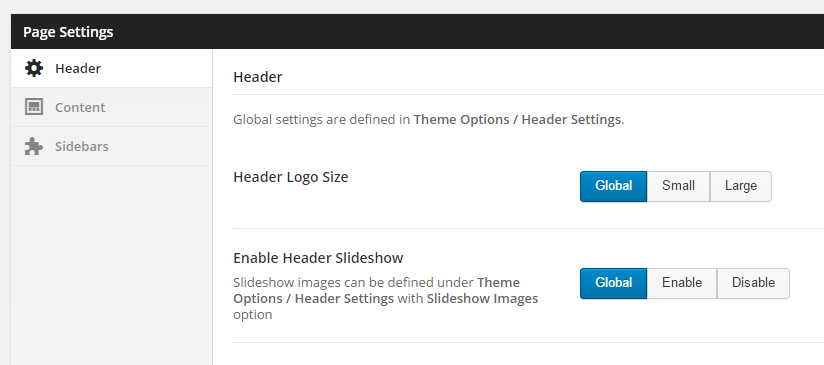 Page Settings
Header
Content
Sidebars
Header
Global settings are defined in Theme Options / Header Settings.
Header Logo Size
Global Small Large
Enable Header Slideshow
Slideshow images can be defined under Theme
Options / Header Settings with Slideshow Images
option
Global Enable Disable